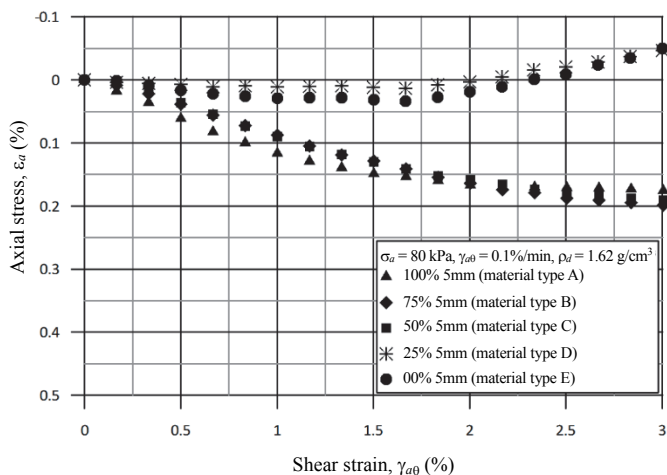 -0.1
0
0.1
0.2
0.3
0.4
0.5
Axial stress, εa (%)
σa = 80 kPa, γaθ = 0.1%/min, ρd = 1.62 g/cm3
100% 5mm (material type A)
75% 5mm (material type B)
50% 5mm (material type C)
25% 5mm (material type D)
00% 5mm (material type E)
0 0.5 1 1.5 2 2.5 3
Shear strain, γaθ (%)